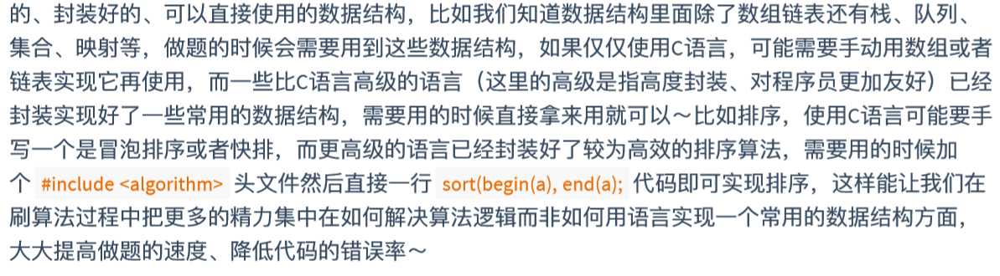 的、封装好的、可以直接使用的数据结构，比如我们知道数据结构里面除了数组链表还有栈、队列、
集合、映射等，做题的时候会需要用到这些数据结构，如果仅仅使用C语言，可能需要手动用数组或者
链表实现它再使用，而一些比C语言高级的语言（这里的高级是指高度封装、对程序员更加友好）已经
封装实现好了一些常用的数据结构，需要用的时候直接拿来用就可以～比如排序，使用C语言可能要手
写一个是冒泡排序或者快排，而更高级的语言已经封装好了较为高效的排序算法，需要用的时候加
个 #include <algorithm> 头文件然后直接一行 sort(begin(a), end(a); 代码即可实现排序，这样能让我们在
刷算法过程中把更多的精力集中在如何解决算法逻辑而非如何用语言实现一个常用的数据结构方面，
大大提高做题的速度、降低代码的错误率～